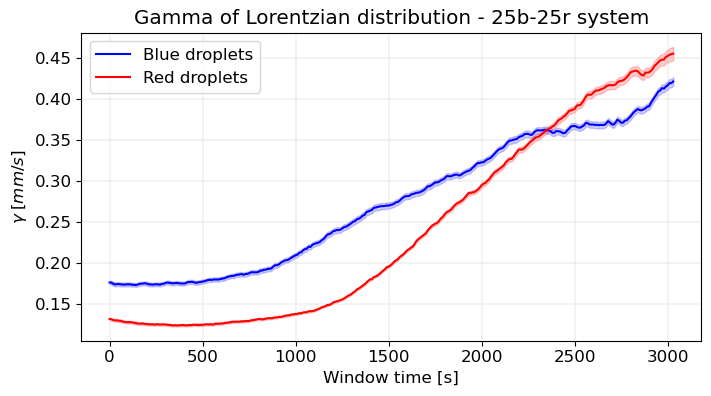 Gamma of Lorentzian distribution - 25b-25r system
Blue droplets
Red droplets
0.45
0.40
0.35
0.30
0.25
0.20
0.15
γ [mm/s]
0 500 1000 1500 2000 2500 3000
Window time [s]